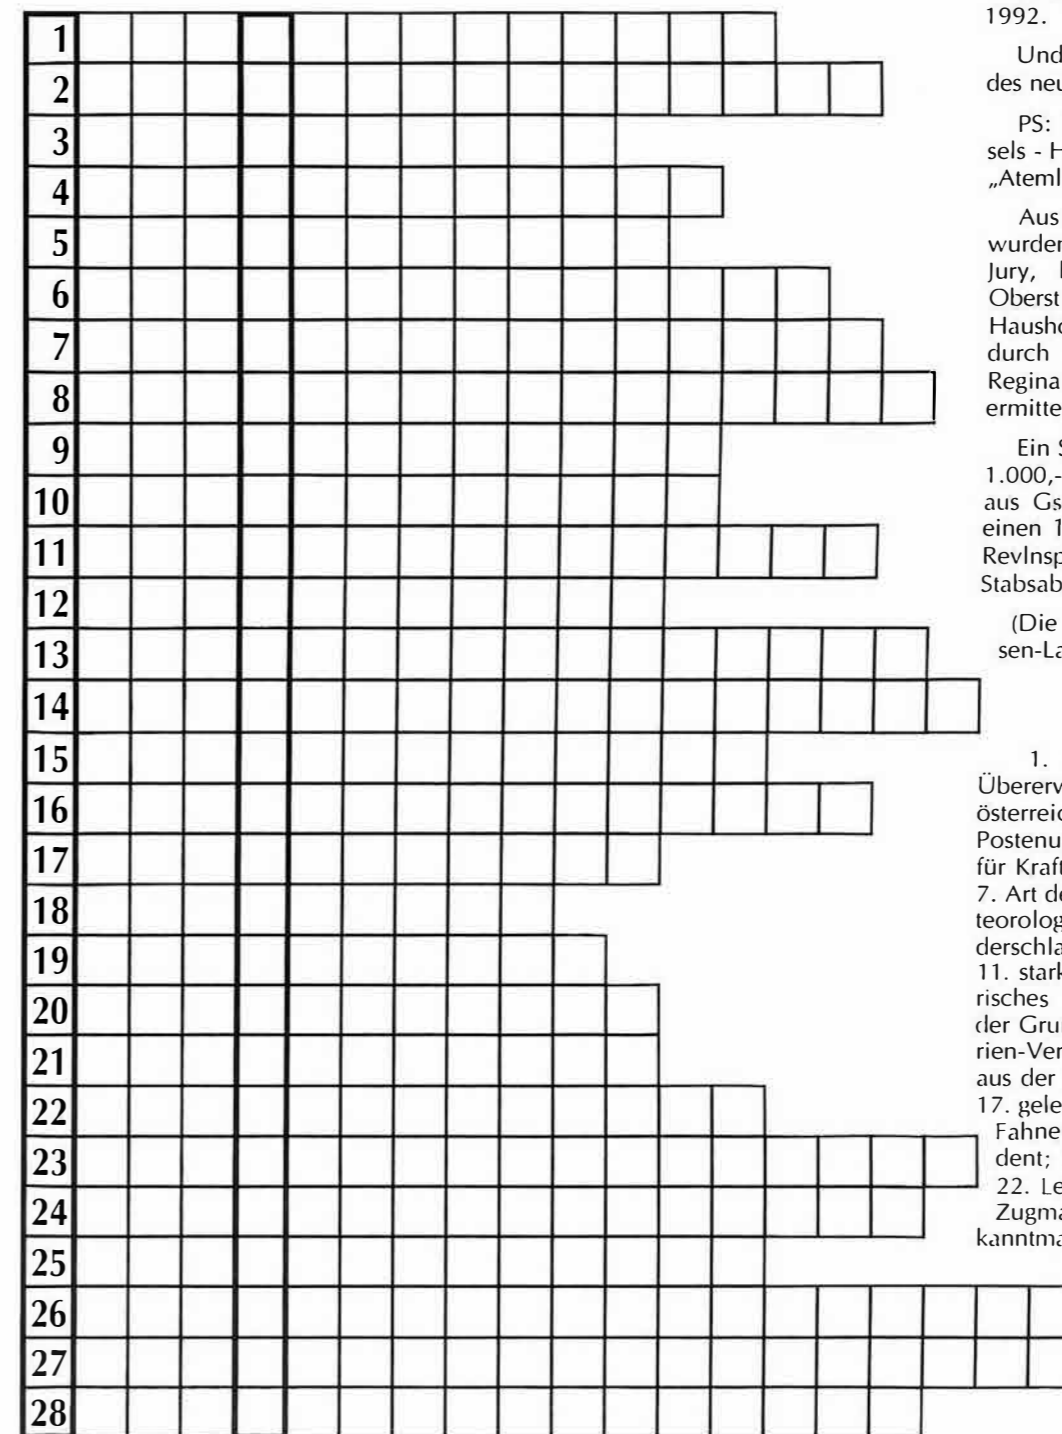 1
2
3
4
5
6
7
8
9
10
11
12
13
14
15
16
17
18
19
20
21
22
23
24
25
26
27
28
1992.
Und
des neu
PS:
sels - H
„Ateml
Aus
wurden
Jury,
Oberst
Hausho
durch
Regina
ermitte
Ein S
1.000,-
aus Gs
einen 1
RevInsp
Stabsab
(Die
sen-La
1.
Übererv
österreic
Postenu
für Kraft
7. Art de
teorolog
derschla
11. stark
risches
der Gru
rien-Ver
aus der
17. gele
Fahne
dent;
22. Le
Zugma
kanntma